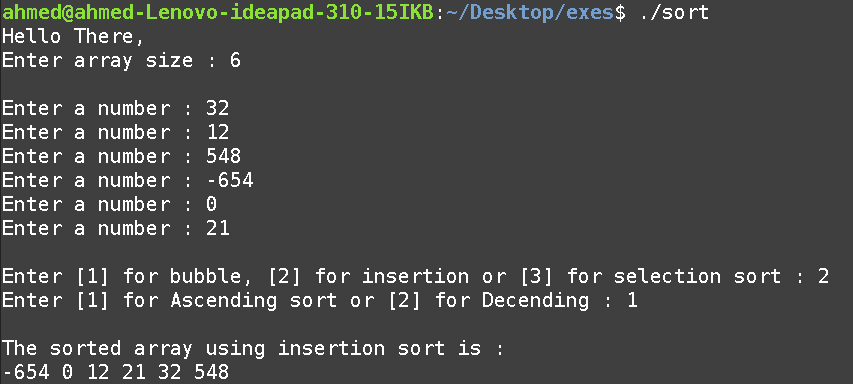 ahmed@ahmed-Lenovo-ideapad-310-15IKB:~/Desktop/exes$ ./sort
Hello There,
Enter array size : 6
Enter a number : 32
Enter a number : 12
Enter a number : 548
Enter a number : -654
Enter a number : 0
Enter a number : 21
Enter [1] for bubble, [2] for insertion or [3] for selection sort : 2
Enter [1] for Ascending sort or [2] for Decending : 1
The sorted array using insertion sort is :
-654 0 12 21 32 548